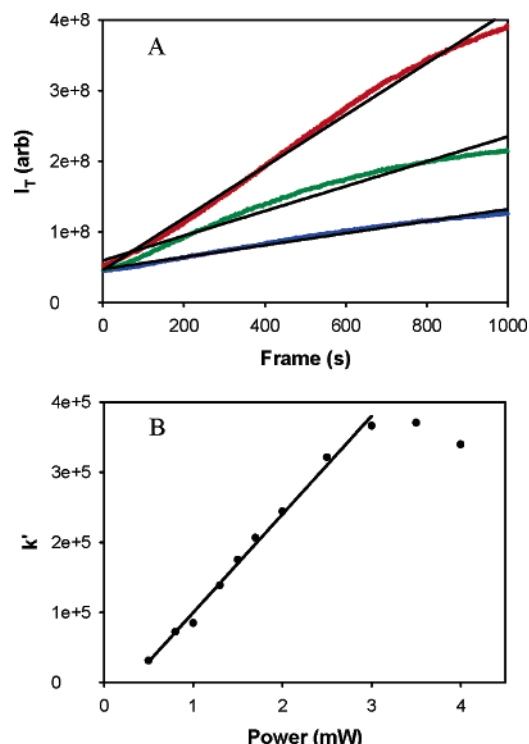 A
4e+8
3e+8
2e+8
1e+8
0
I_T (arb)
0 200 400 600 800 1000
Frame (s)
B
4e+5
3e+5
2e+5
1e+5
0
k'
0 1 2 3 4
Power (mW)